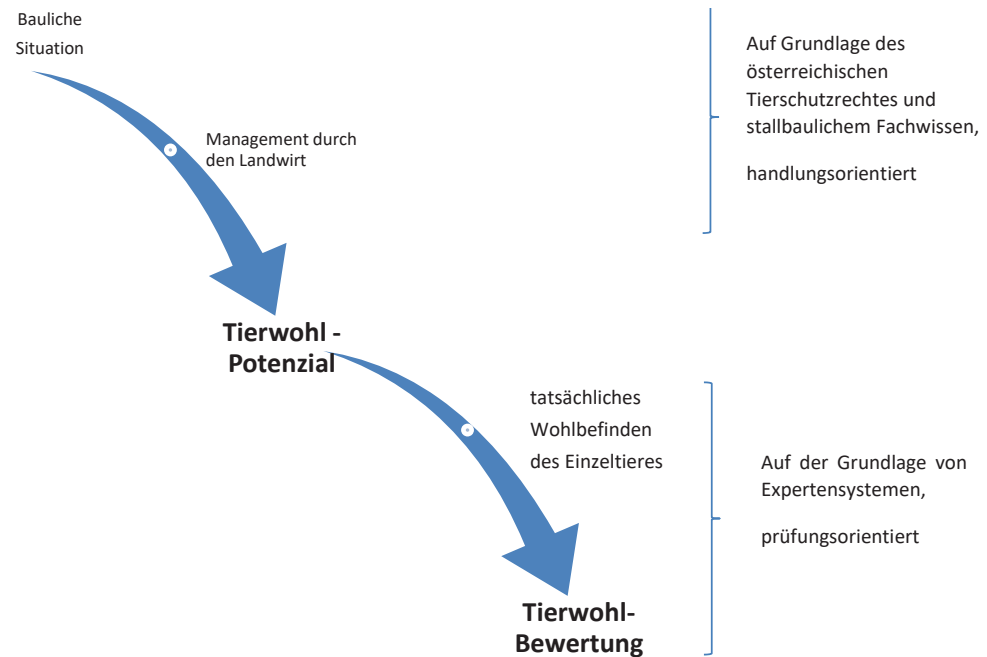 Bauliche
Situation
Management durch
den Landwirt
Tierwohl -
Potenzial
Auf Grundlage des
österreichischen
Tierschutzrechtes und
stallbaulichem Fachwissen,
handlungsorientiert
tatsächliches
Wohlbefinden
des Einzeltieres
Tierwohl-
Bewertung
Auf der Grundlage von
Expertensystemen,
prüfungsorientiert